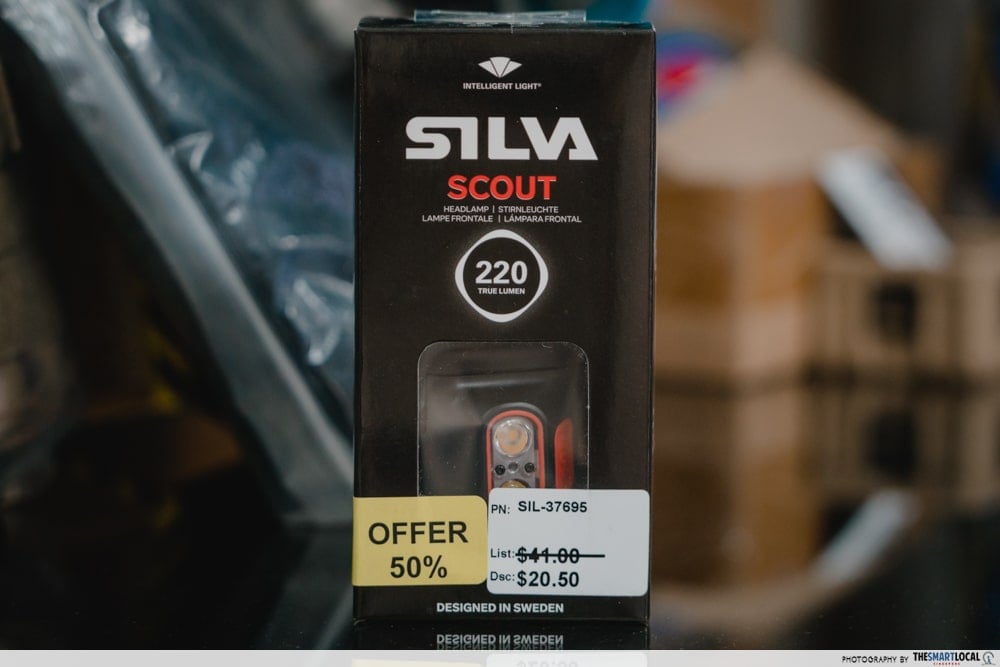 INTELLIGENT LIGHT®
SILVA
SCOUT
HEADLAMP | STIRNLEUCHTE
LAMPE FRONTALE | LÁMPARA FRONTAL
220
TRUE LUMEN
OFFER
50%
PN: SIL-37695
List: $41.00
Dsc: $20.50
DESIGNED IN SWEDEN
PHOTOGRAPHY BY THESMARTLOCAL